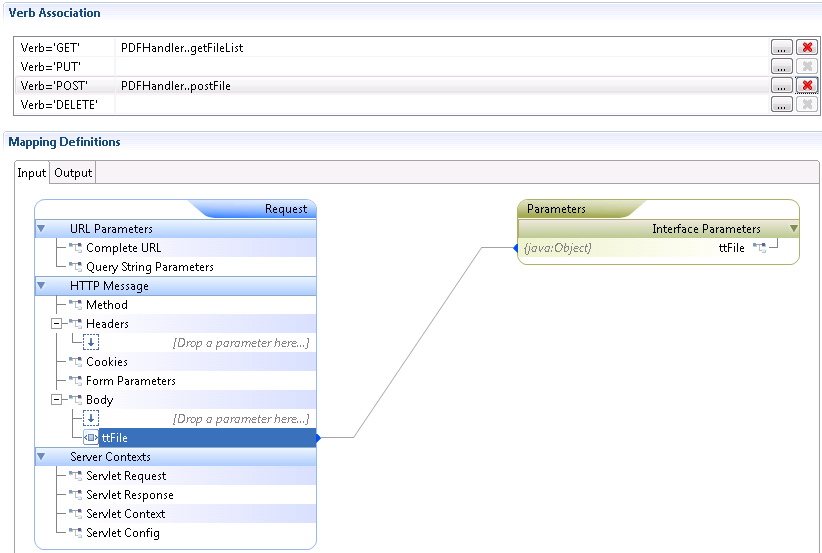 Verb Association
Verb='GET' PDFHandler..getFileList ...
Verb='PUT' ...
Verb='POST' PDFHandler..postFile ...
Verb='DELETE' ...
Mapping Definitions
Input Output
Request
URL Parameters
Complete URL
Query String Parameters
HTTP Message
Method
Headers
[Drop a parameter here...]
Cookies
Form Parameters
Body
[Drop a parameter here...]
ttFile
Server Contexts
Servlet Request
Servlet Response
Servlet Context
Servlet Config
Parameters
Interface Parameters
{java:Object} ttFile